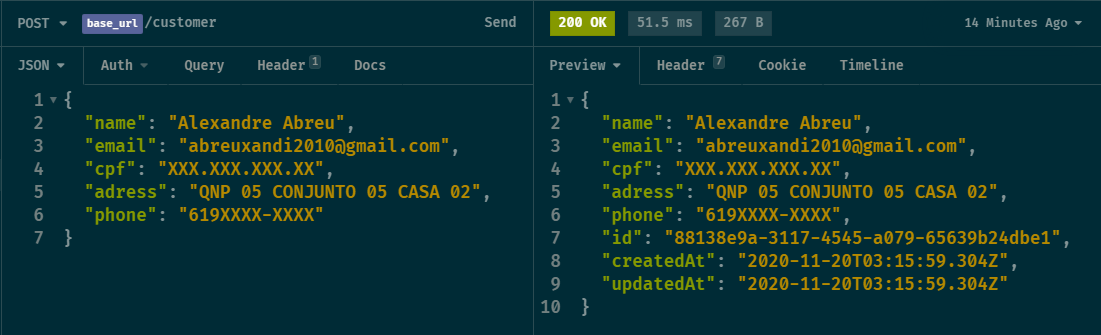 POST base_url/customer Send
200 OK 51.5 ms 267 B 14 Minutes Ago
JSON Auth Query Header 1 Docs
Preview Header 7 Cookie Timeline
1 {
2 "name": "Alexandre Abreu",
3 "email": "abreuxandi2010@gmail.com",
4 "cpf": "XXX.XXX.XXX.XX",
5 "adress": "QNP 05 CONJUNTO 05 CASA 02",
6 "phone": "619XXXX-XXXX"
7 }
1 {
2 "name": "Alexandre Abreu",
3 "email": "abreuxandi2010@gmail.com",
4 "cpf": "XXX.XXX.XXX.XX",
5 "adress": "QNP 05 CONJUNTO 05 CASA 02",
6 "phone": "619XXXX-XXXX",
7 "id": "88138e9a-3117-4545-a079-65639b24dbe1",
8 "createdAt": "2020-11-20T03:15:59.304Z",
9 "updatedAt": "2020-11-20T03:15:59.304Z"
10 }